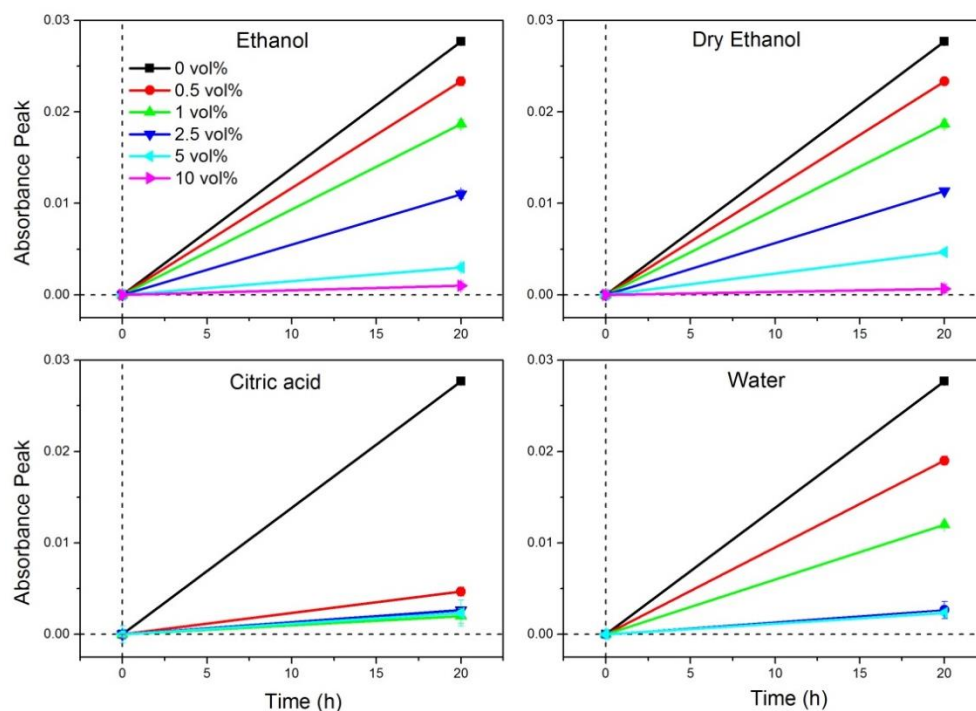 Ethanol
0 vol%
0.5 vol%
1 vol%
2.5 vol%
5 vol%
10 vol%
Absorbance Peak
0.03
0.02
0.01
0.00
0 5 10 15 20
Dry Ethanol
0.03
0.02
0.01
0.00
0 5 10 15 20
Citric acid
Absorbance Peak
0.03
0.02
0.01
0.00
0 5 10 15 20
Time (h)
Water
0.03
0.02
0.01
0.00
0 5 10 15 20
Time (h)